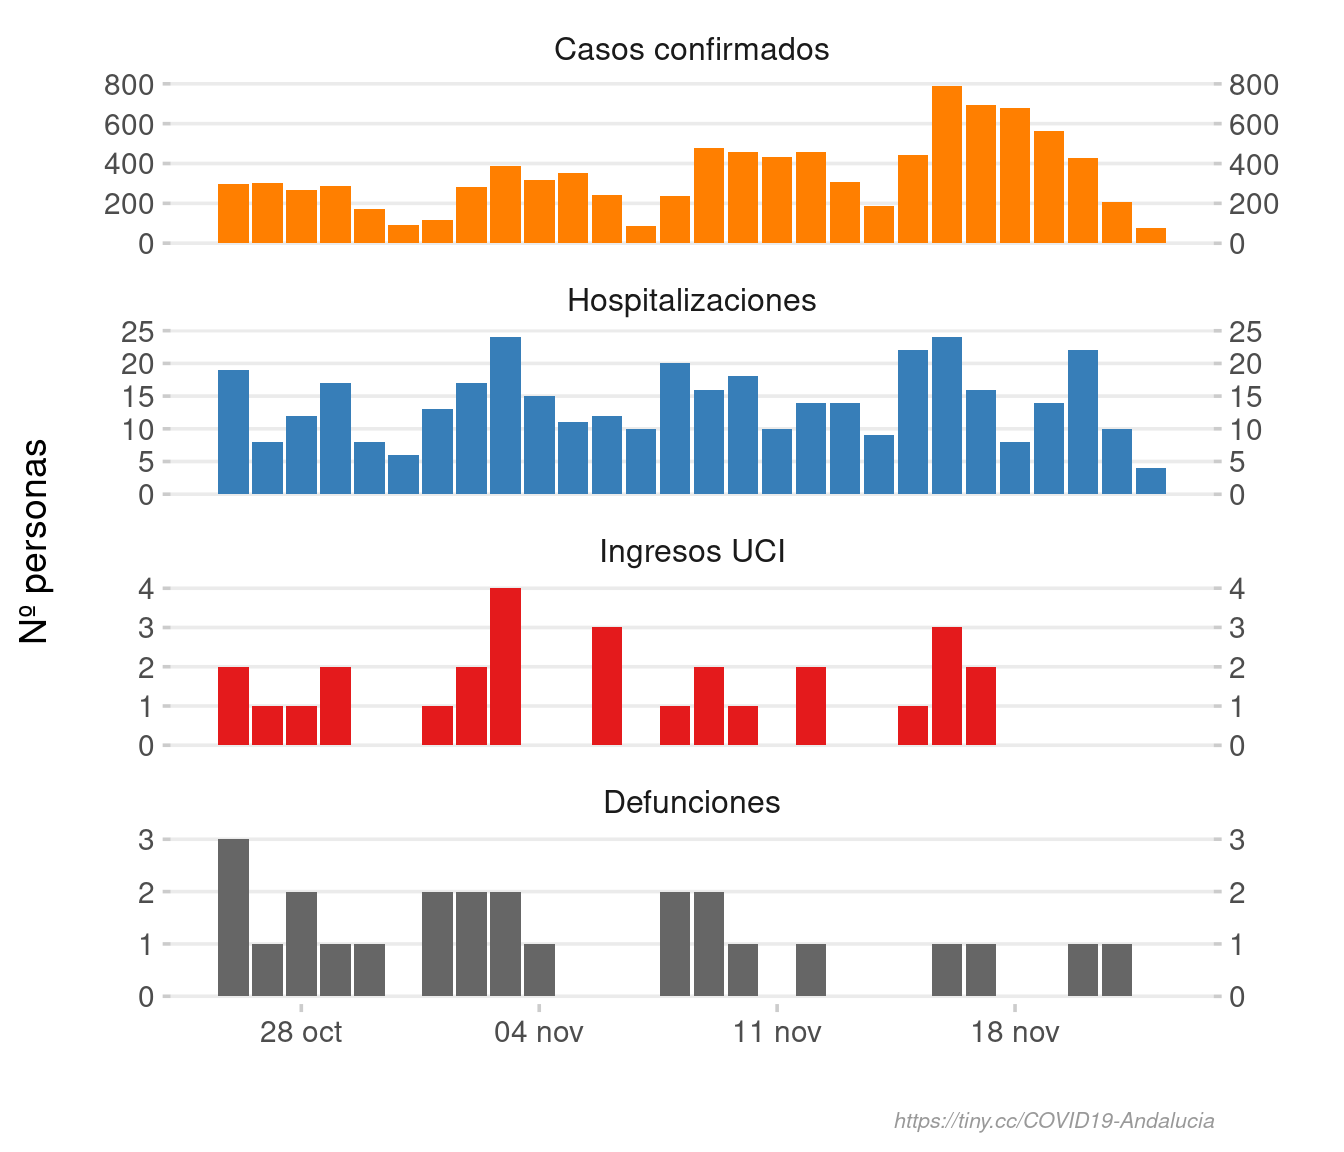 Casos confirmados
800 800
600 600
400 400
200 200
0 0
Hospitalizaciones
25 25
20 20
15 15
10 10
5 5
0 0
Nº personas
Ingresos UCI
4 4
3 3
2 2
1 1
0 0
Defunciones
3 3
2 2
1 1
0 0
28 oct 04 nov 11 nov 18 nov
https://tiny.cc/COVID19-Andalucia